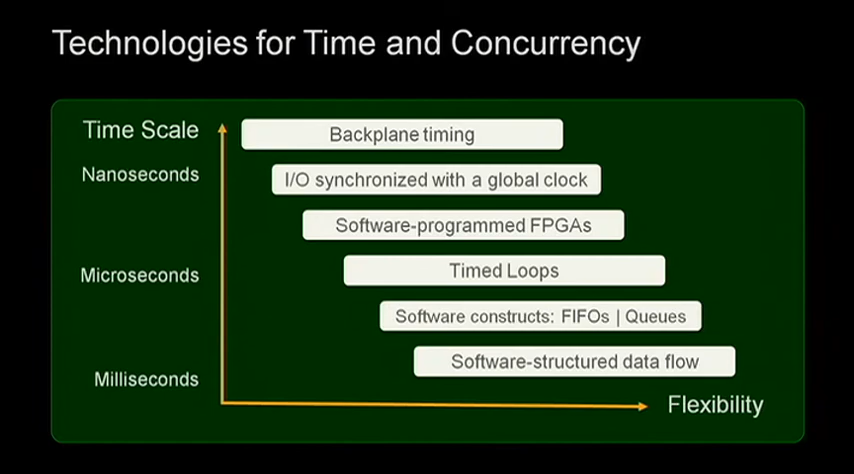 Technologies for Time and Concurrency
Time Scale
Backplane timing
Nanoseconds
I/O synchronized with a global clock
Software-programmed FPGAs
Microseconds
Timed Loops
Software constructs: FIFOs | Queues
Software-structured data flow
Milliseconds
Flexibility